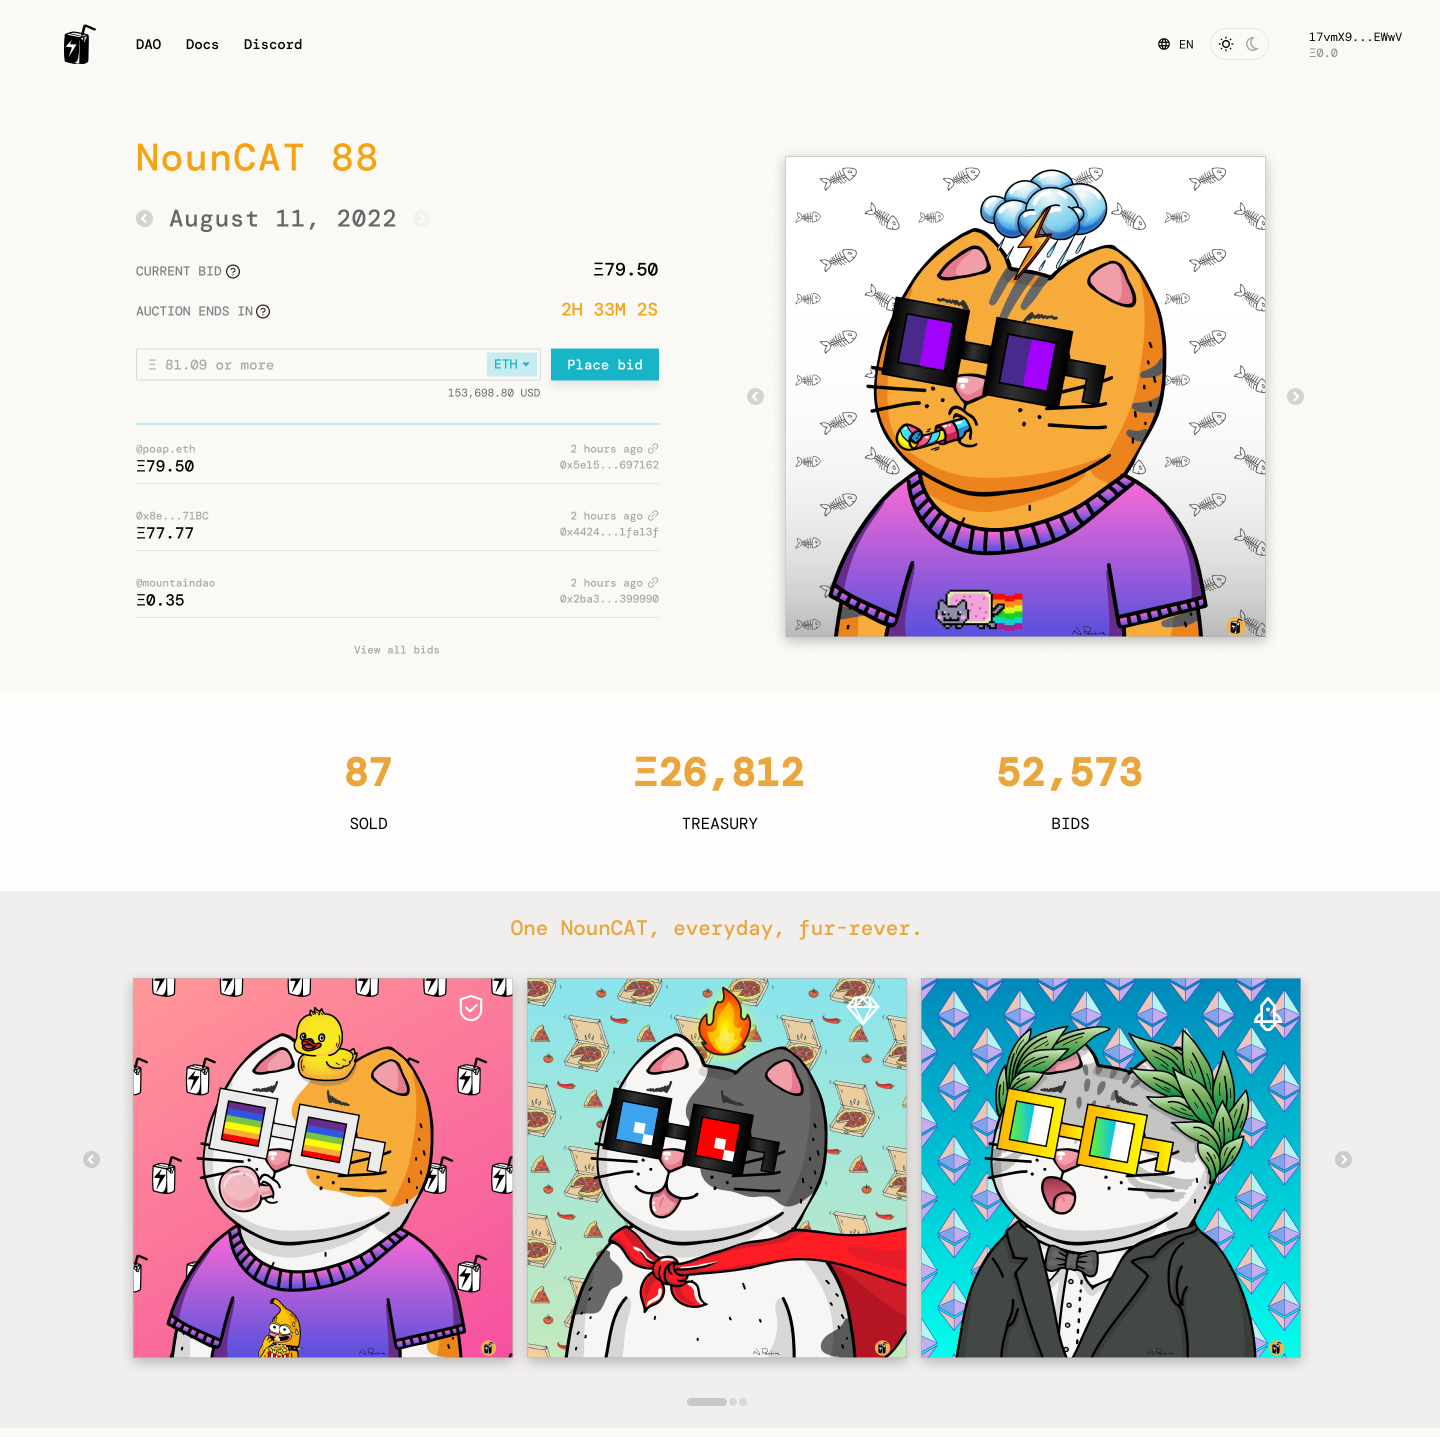 DAO Docs Discord EN 17vmX9...EWwV
Ξ0.0
NounCAT 88
August 11, 2022
CURRENT BID ? Ξ79.50
AUCTION ENDS IN ? 2H 33M 2S
Ξ 81.09 or more ETH Place bid
153,698.80 USD
@poap.eth 2 hours ago
Ξ79.50 0x5e15...697162
0x8e...71BC 2 hours ago
Ξ77.77 0x4424...1fa13f
@mountaindao 2 hours ago
Ξ0.35 0x2ba3...399990
View all bids
87 Ξ26,812 52,573
SOLD TREASURY BIDS
One NounCAT, everyday, fur-rever.